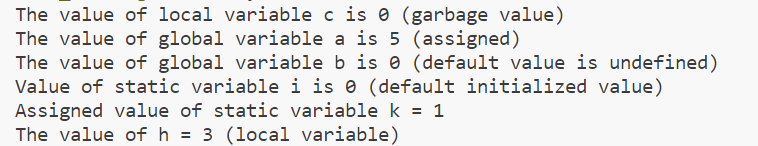 The value of local variable c is 0 (garbage value)
The value of global variable a is 5 (assigned)
The value of global variable b is 0 (default value is undefined)
Value of static variable i is 0 (default initialized value)
Assigned value of static variable k = 1
The value of h = 3 (local variable)